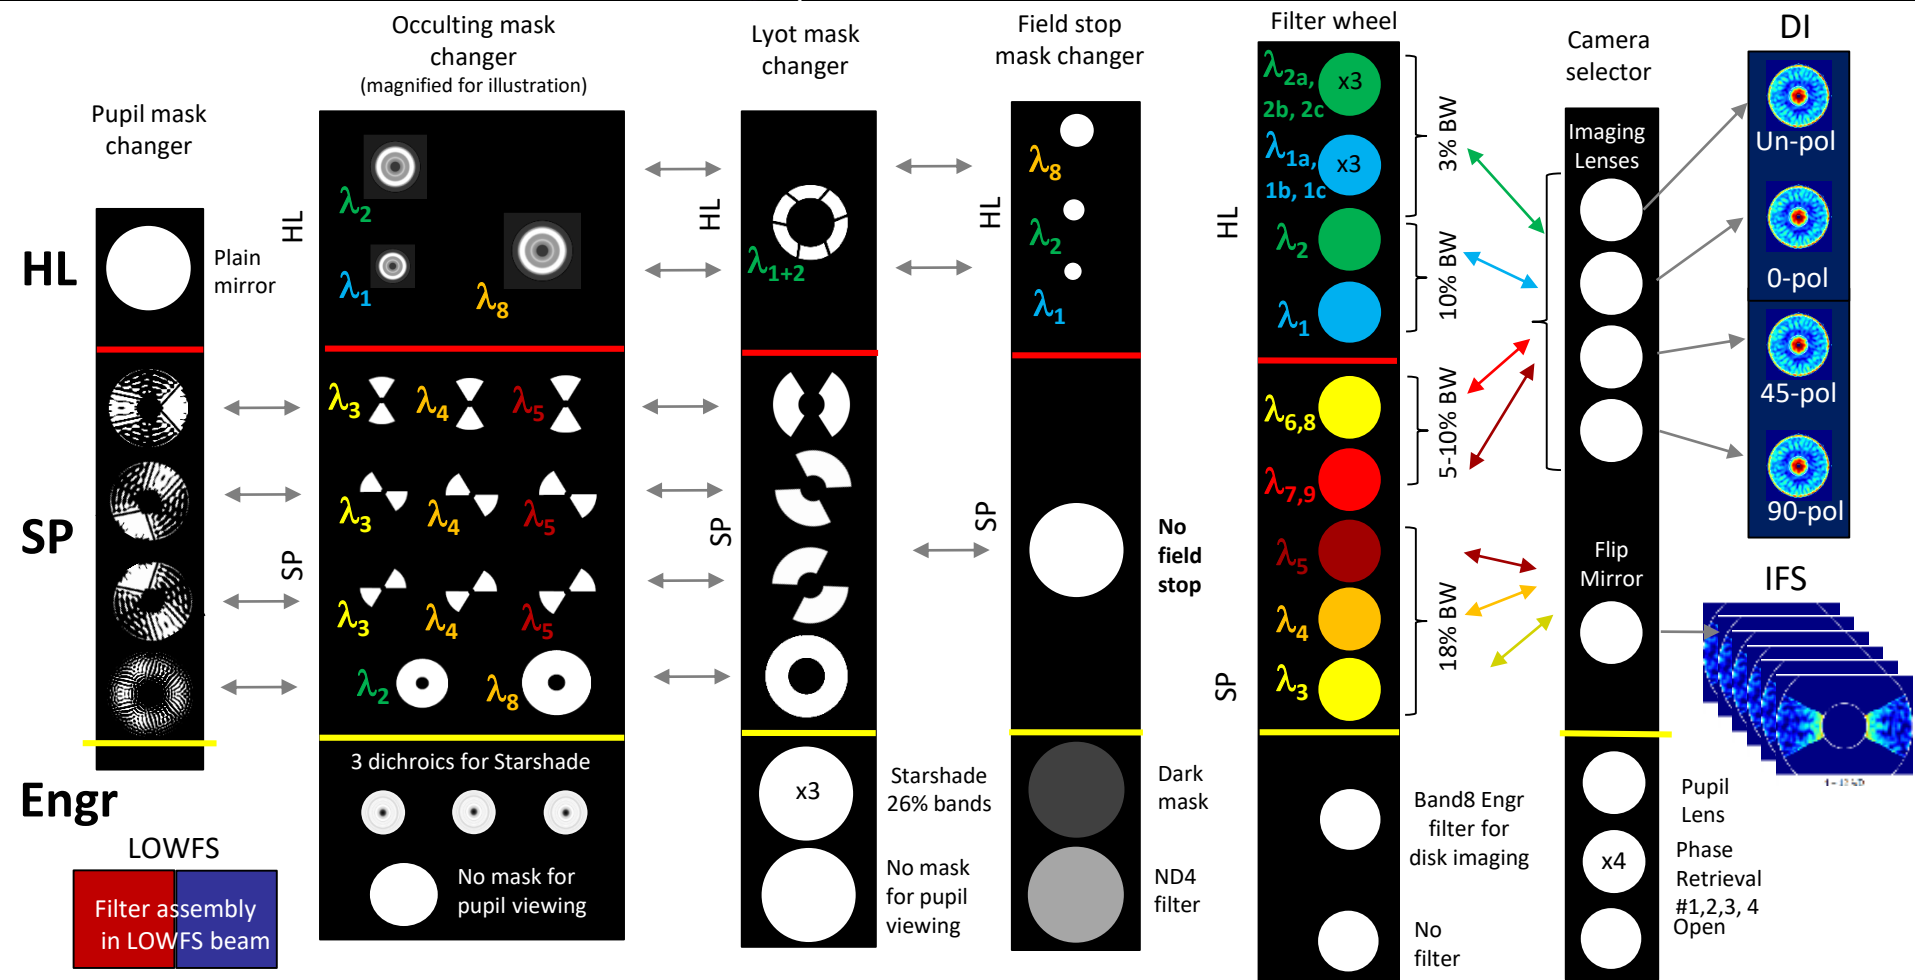 Pupil mask
changer
HL
Plain
mirror
SP
Engr
LOWFS
Filter assembly
in LOWFS beam
Occulting mask
changer
(magnified for illustration)
HL
λ2
λ1
λ8
SP
λ3 λ4 λ5
λ3 λ4 λ5
λ3 λ4 λ5
λ2 λ8
3 dichroics for Starshade
No mask for
pupil viewing
Lyot mask
changer
HL
λ1+2
SP
x3
Starshade
26% bands
No mask
for pupil
viewing
Field stop
mask changer
HL
λ8
λ2
λ1
SP
No
field
stop
Dark
mask
ND4
filter
Filter wheel
HL
λ2a,
2b, 2c
x3
λ1a,
1b, 1c
x3
3% BW
λ2
λ1
10% BW
λ6,8
λ7,9
5-10% BW
SP
λ5
λ4
λ3
18% BW
Band8 Engr
filter for
disk imaging
No
filter
Camera
selector
Imaging
Lenses
Flip
Mirror
Pupil
Lens
x4
Phase
Retrieval
#1,2,3, 4
Open
DI
Un-pol
0-pol
45-pol
90-pol
IFS